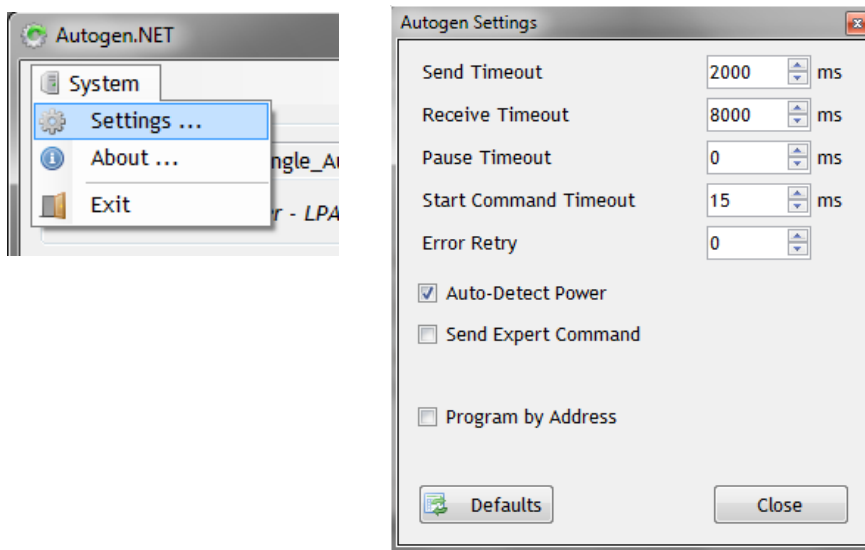 Autogen.NET
System
Settings ...
About ...
Exit
Autogen Settings
Send Timeout 2000 ms
Receive Timeout 8000 ms
Pause Timeout 0 ms
Start Command Timeout 15 ms
Error Retry 0
Auto-Detect Power
Send Expert Command
Program by Address
Defaults Close